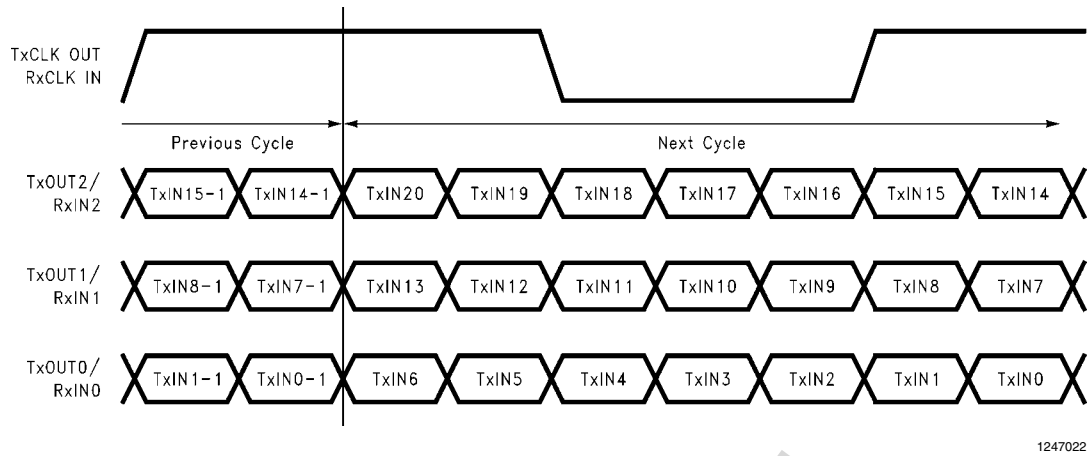 TxCLK OUT
RxCLK IN
Previous Cycle Next Cycle
TxOUT2/
RxIN2
TxIN15-1 TxIN14-1 TxIN20 TxIN19 TxIN18 TxIN17 TxIN16 TxIN15 TxIN14
TxOUT1/
RxIN1
TxIN8-1 TxIN7-1 TxIN13 TxIN12 TxIN11 TxIN10 TxIN9 TxIN8 TxIN7
TxOUT0/
RxIN0
TxIN1-1 TxIN0-1 TxIN6 TxIN5 TxIN4 TxIN3 TxIN2 TxIN1 TxIN0
1247022